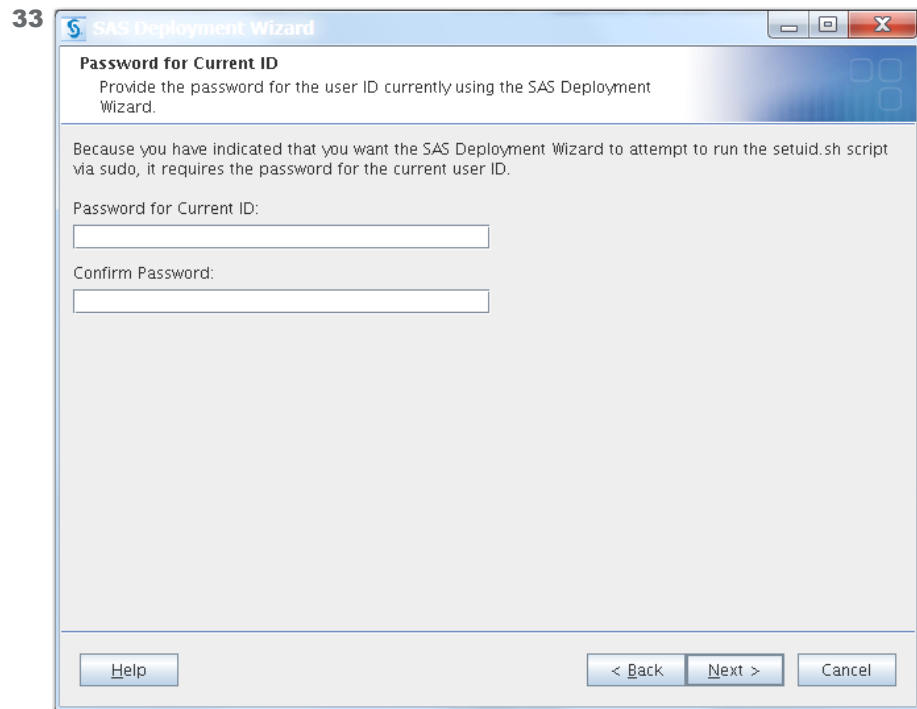 33
SAS Deployment Wizard
Password for Current ID
Provide the password for the user ID currently using the SAS Deployment
Wizard.
Because you have indicated that you want the SAS Deployment Wizard to attempt to run the setuid.sh script
via sudo, it requires the password for the current user ID.
Password for Current ID:
Confirm Password:
Help
< Back
Next >
Cancel